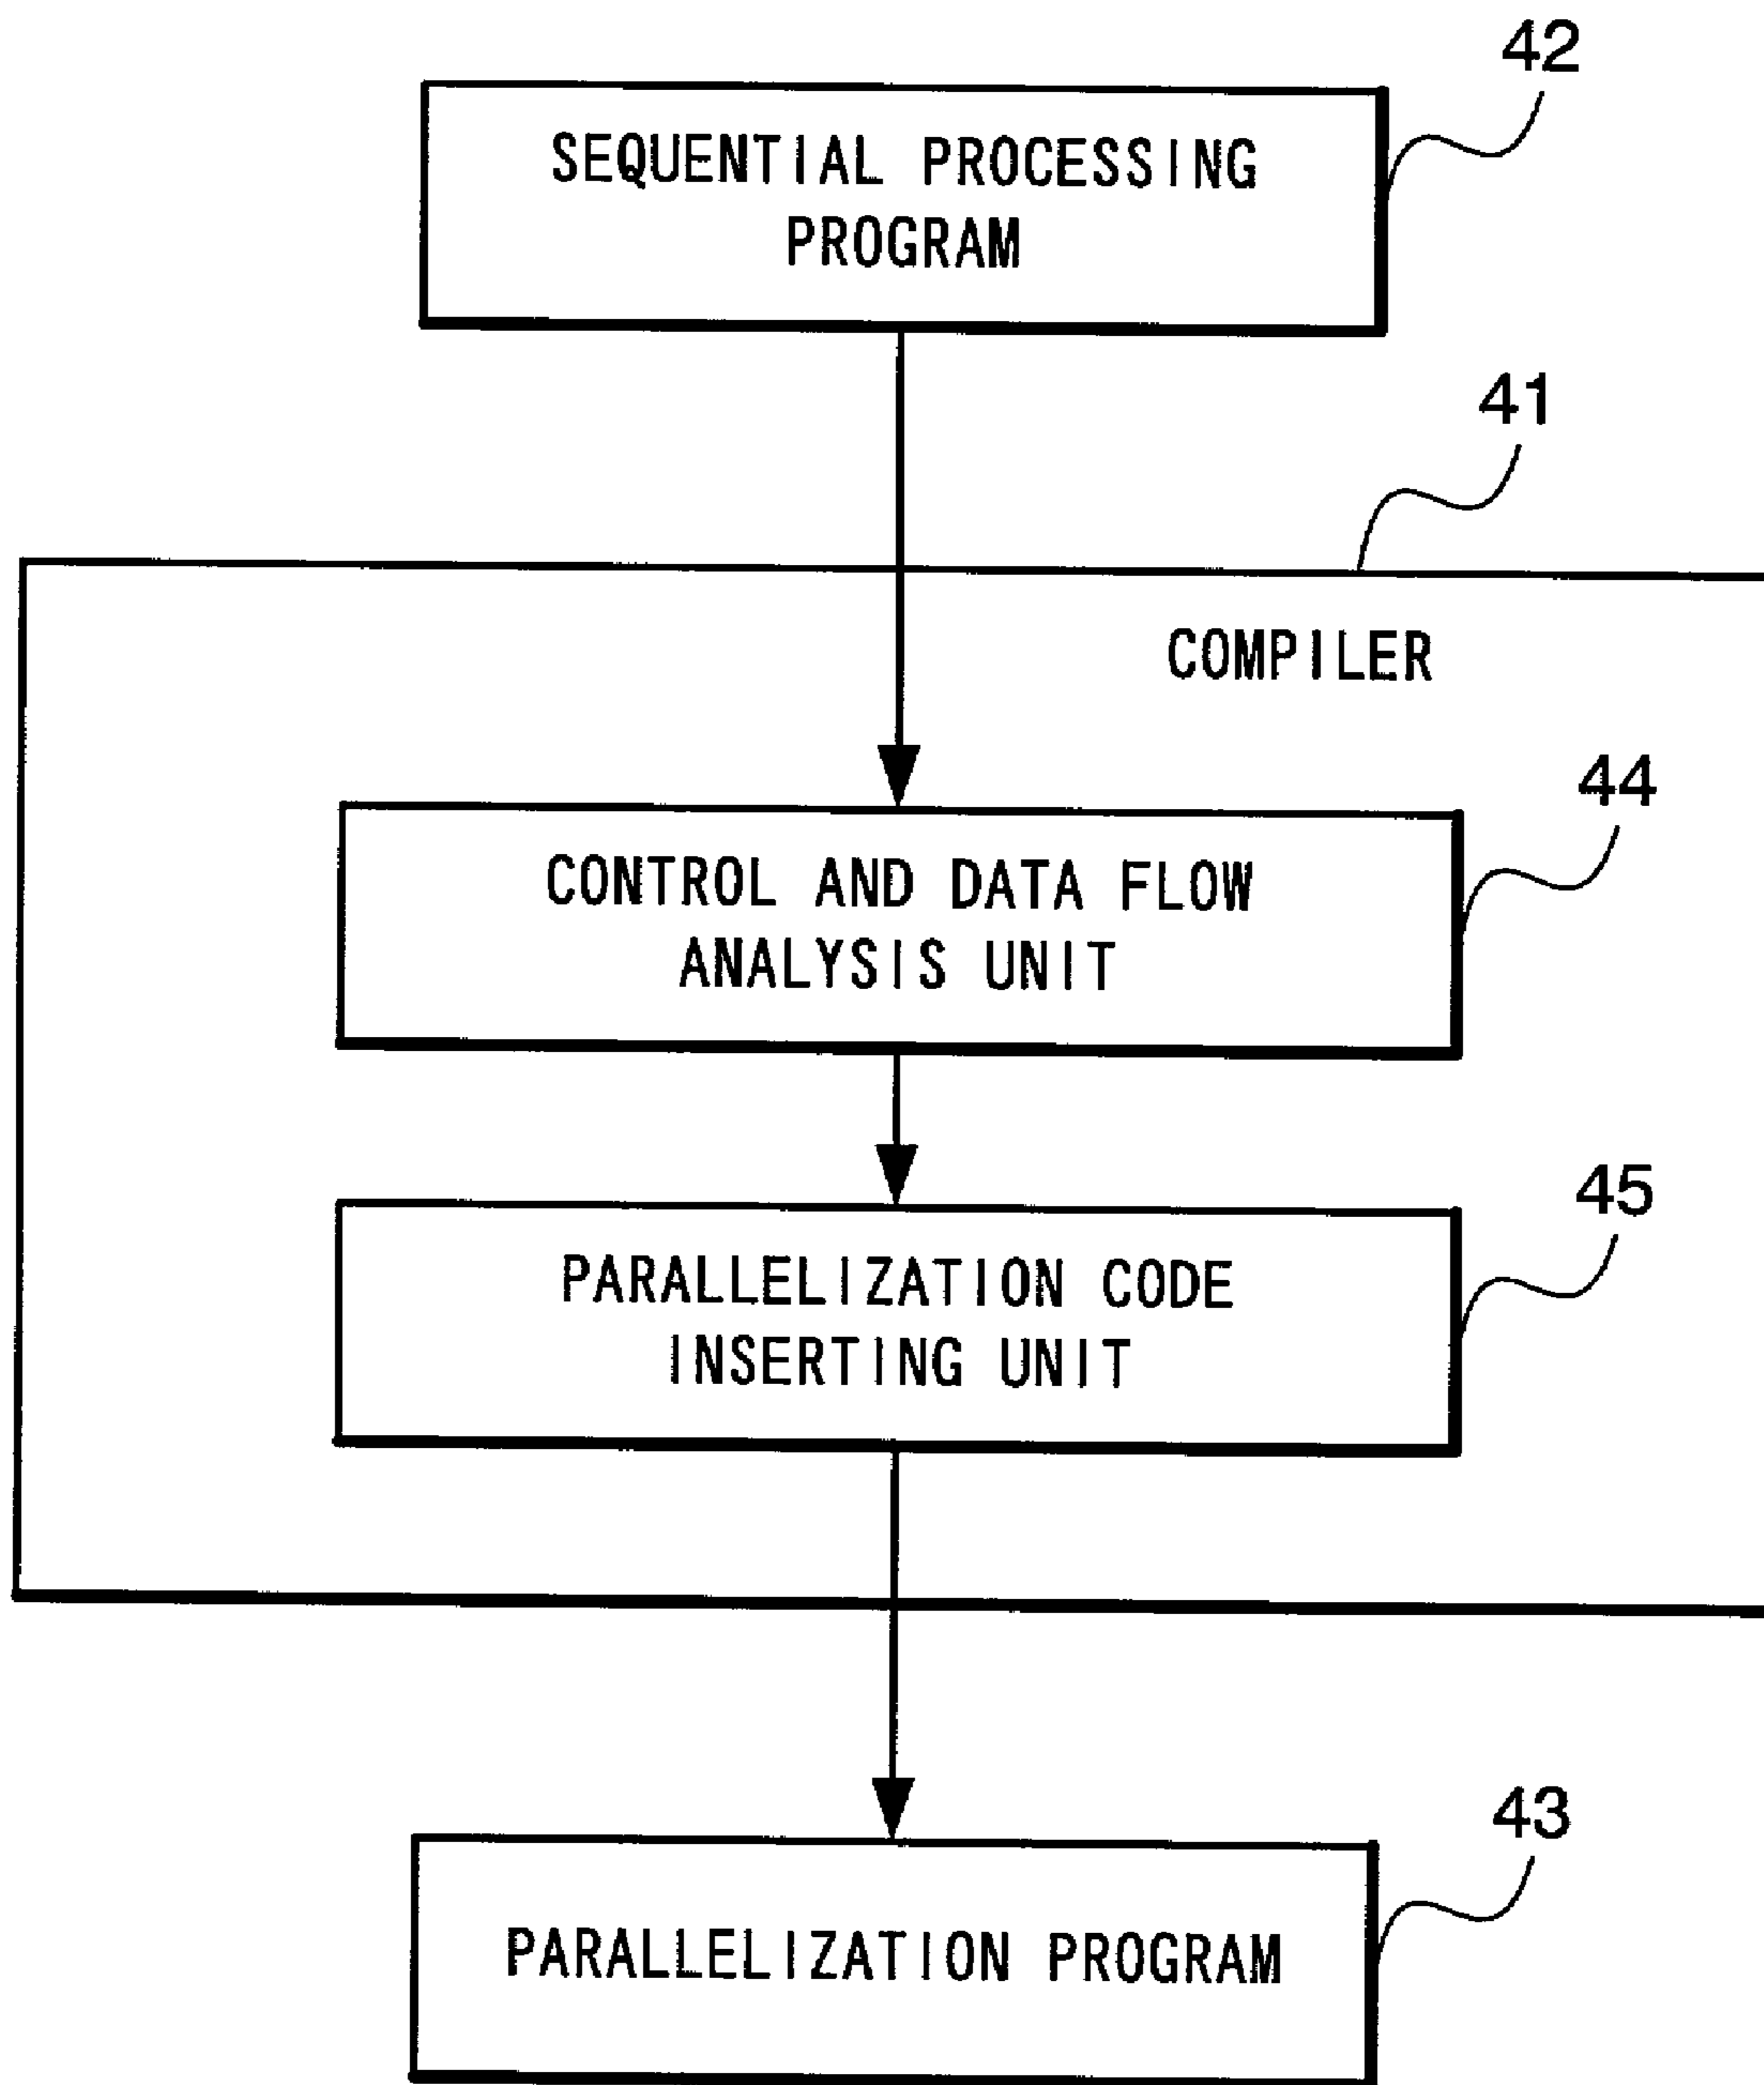 42
SEQUENTIAL PROCESSING
PROGRAM
41
COMPILER
44
CONTROL AND DATA FLOW
ANALYSIS UNIT
45
PARALLELIZATION CODE
INSERTING UNIT
43
PARALLELIZATION PROGRAM